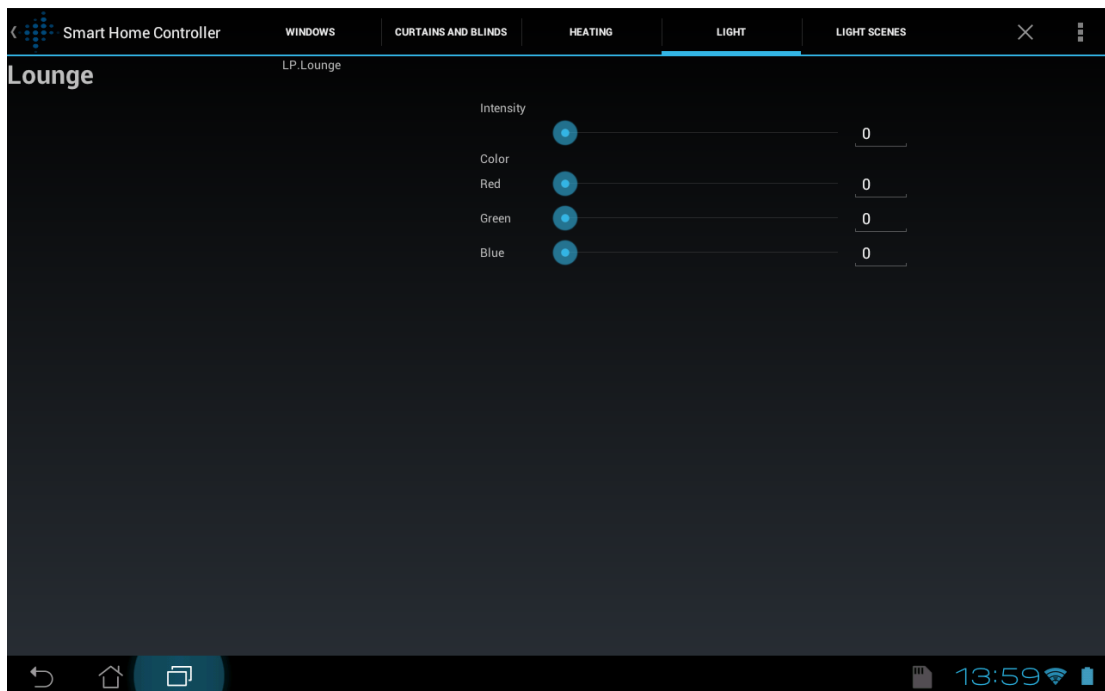 Smart Home Controller WINDOWS CURTAINS AND BLINDS HEATING LIGHT LIGHT SCENES
Lounge LP.Lounge
Intensity
0
Color
Red 0
Green 0
Blue 0
13:59